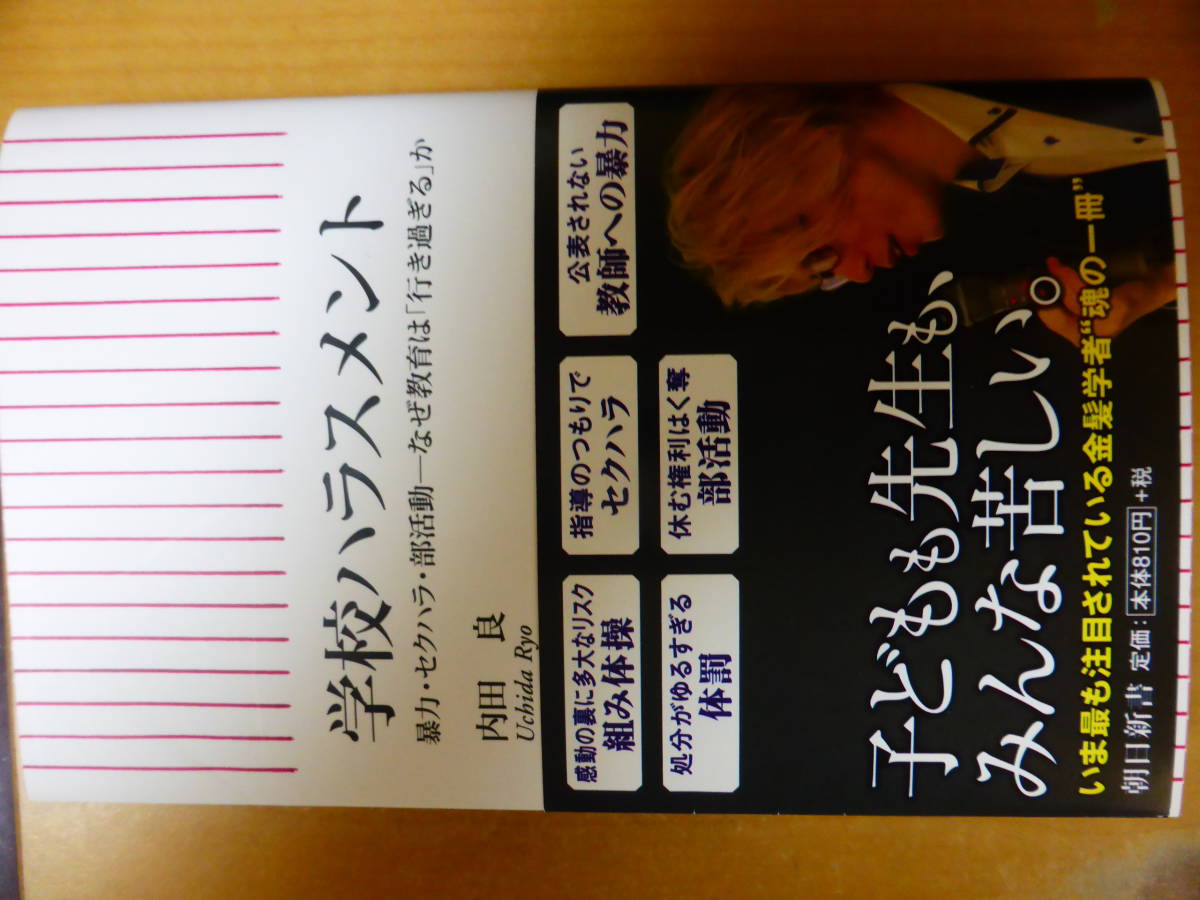 学校ハラスメント
暴力・セクハラ・部活動―なぜ教育は「行き過ぎる」か
内田 良
Uchida Ryo
感動の裏に多大なリスク
組み体操
指導のつもりで
セクハラ
公表されない
教師への暴力
処分がゆるすぎる
体罰
休む権利はく奪
部活動
子どもも先生も、
みんな苦しい
いま最も注目されている金髪学者“魂の一冊”
朝日新書 定価:本体810円+税